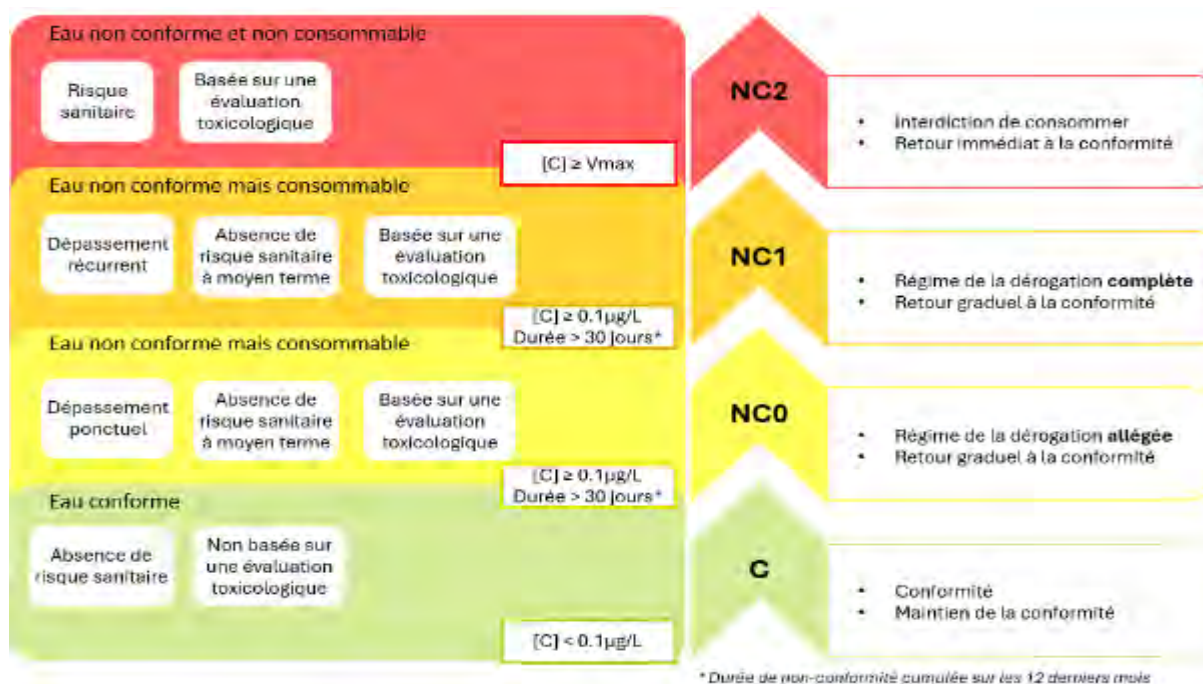 Eau non conforme et non consommable
Risque
sanitaire
Basée sur une
évaluation
toxicologique
[C] ≥ Vmax
NC2
• Interdiction de consommer
• Retour immédiat à la conformité
Eau non conforme mais consommable
Dépassement
récurrent
Absence de
risque sanitaire
à moyen terme
Basée sur une
évaluation
toxicologique
[C] ≥ 0.1µg/L
Durée > 30 jours*
NC1
• Régime de la dérogation complète
• Retour graduel à la conformité
Eau non conforme mais consommable
Dépassement
ponctuel
Absence de
risque sanitaire
à moyen terme
Basée sur une
évaluation
toxicologique
[C] ≥ 0.1µg/L
Durée > 30 jours*
NC0
• Régime de la dérogation allégée
• Retour graduel à la conformité
Eau conforme
Absence de
risque sanitaire
Non basée sur
une évaluation
toxicologique
[C] < 0.1µg/L
C
• Conformité
• Maintien de la conformité
* Durée de non-conformité cumulée sur les 12 derniers mois